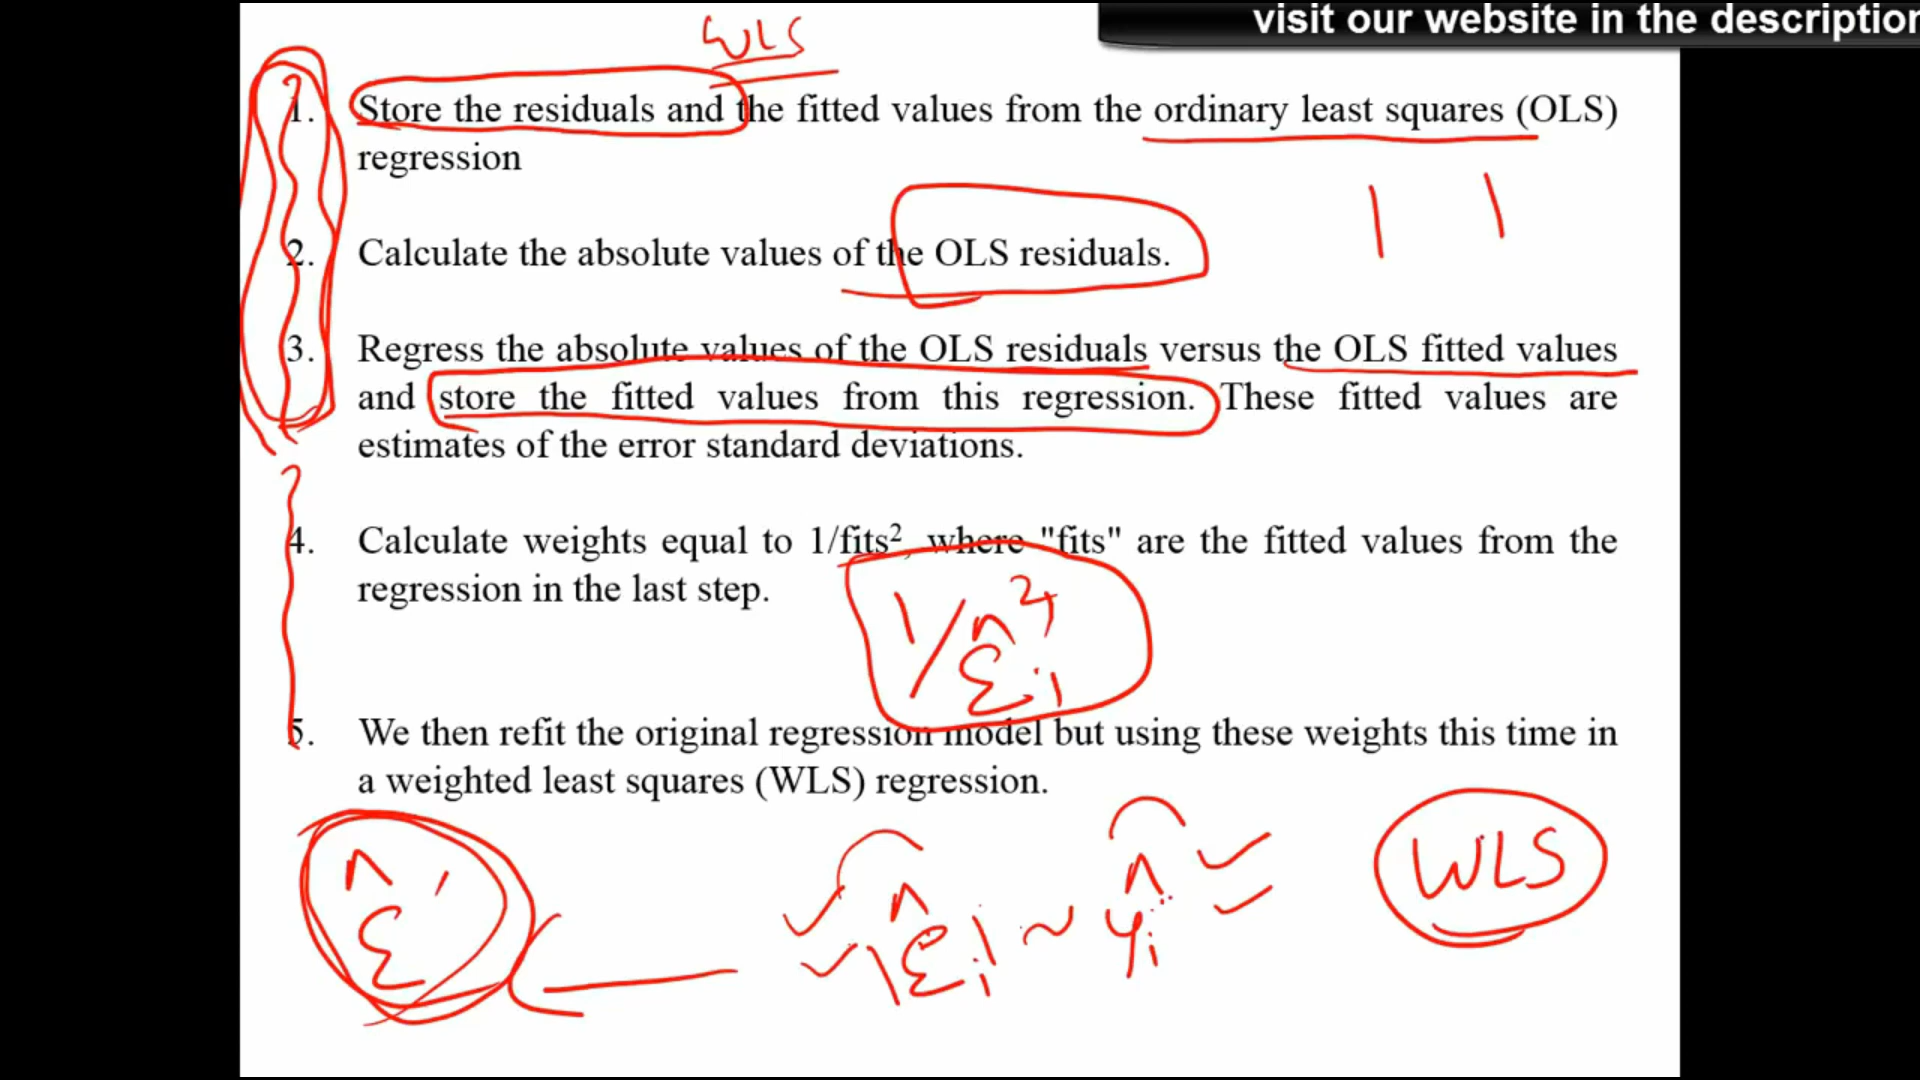 visit our website in the description
WLS
1. Store the residuals and the fitted values from the ordinary least squares (OLS)
regression
2. Calculate the absolute values of the OLS residuals.
3. Regress the absolute values of the OLS residuals versus the OLS fitted values
and store the fitted values from this regression. These fitted values are
estimates of the error standard deviations.
4. Calculate weights equal to 1/fits², where "fits" are the fitted values from the
regression in the last step.
1/ε̂ᵢ²
5. We then refit the original regression model but using these weights this time in
a weighted least squares (WLS) regression.
ε̂' |ε̂ᵢ| ~ ŷᵢ WLS